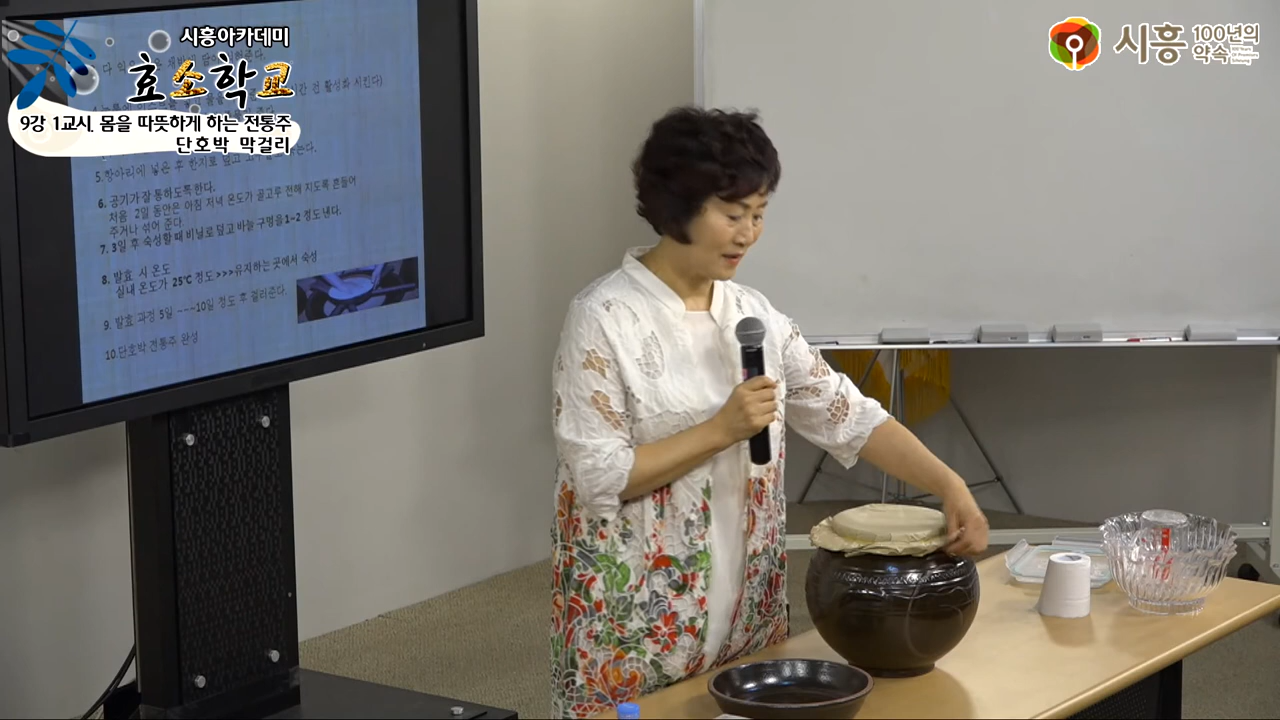 시흥아카데미
효소학교
9강 1교시. 몸을 따뜻하게 하는 전통주
단호박 막걸리
시흥 100년의 약속
5.항아리에 넣은 후 한지로 덮고
6. 공기가 잘 통하도록 한다.
처음 2일 동안은 아침 저녁 온도가 골고루 전해 지도록 흔들어
주거나 섞어 준다.
7. 3일 후 숙성할 때 비닐로 덮고 바늘 구멍을 1~2 정도 낸다.
8. 발효 시 온도
실내 온도가 25℃ 정도 >>>유지하는 곳에서 숙성
9. 발효 과정 5일 ---10일 정도 후 걸러준다.
10.단호박 전통주 완성